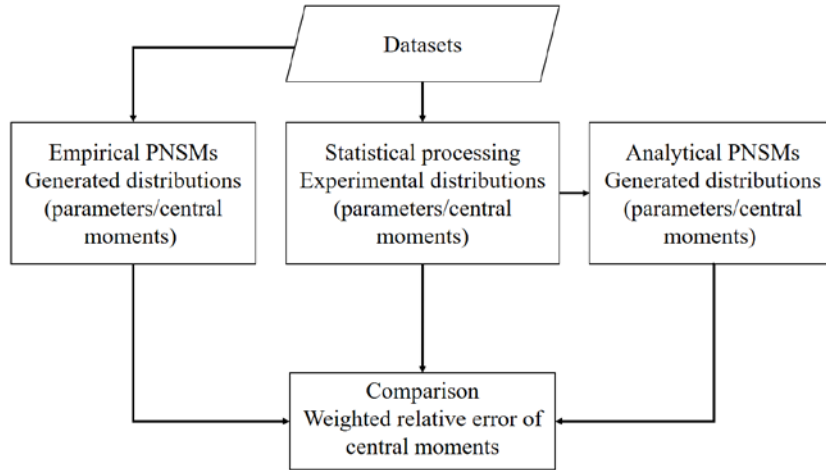 Datasets
Empirical PNSMs
Generated distributions
(parameters/central
moments)
Statistical processing
Experimental distributions
(parameters/central
moments)
Analytical PNSMs
Generated distributions
(parameters/central
moments)
Comparison
Weighted relative error of
central moments